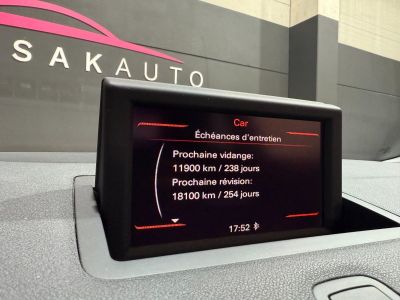 SAKAUTO
Car
Échéances d'entretien
Prochaine vidange:
11900 km / 238 jours
Prochaine révision:
18100 km / 254 jours
17:52